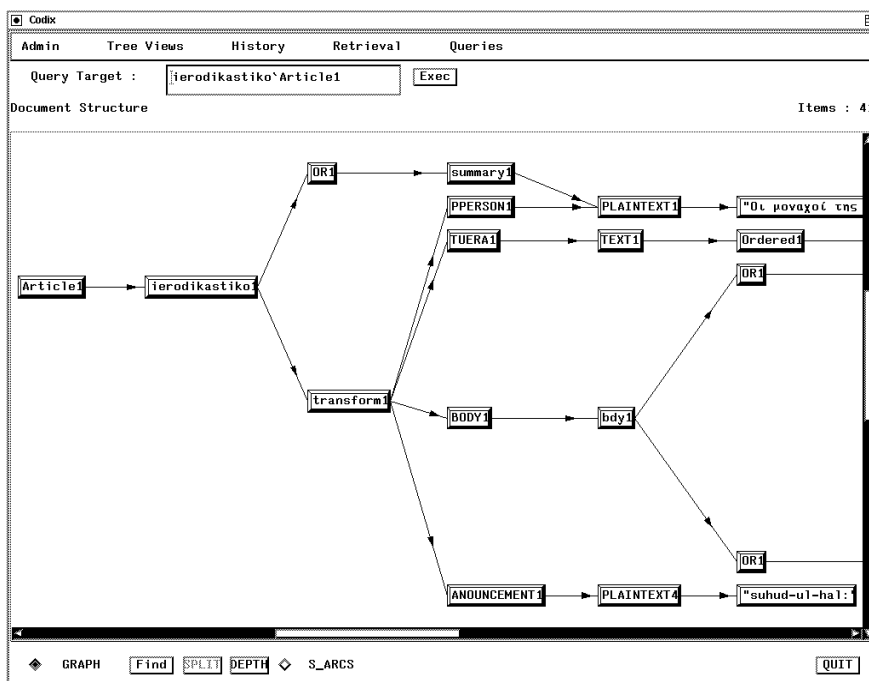 Codix
Admin Tree Views History Retrieval Queries
Query Target : ierodikastiko`Article1 Exec
Document Structure Items : 4
OR1 summary1
PPERSON1 PLAINTEXT1 "Οι μοναχοί της
TUERA1 TEXT1 Ordered1
OR1
Article1 ierodikastiko1
transform1
BODY1 bdy1
OR1
ANOUNCEMENT1 PLAINTEXT4 "suhud-ul-hal:"
GRAPH Find SPLIT DEPTH S_ARCS QUIT